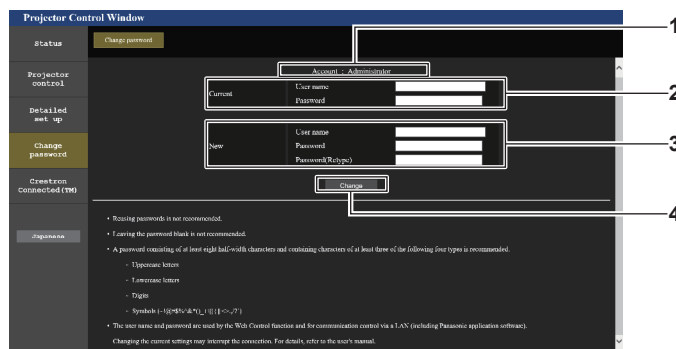 Projector Control Window
Status
Projector control
Detailed set up
Change password
Crestron Connected(TM)
Japanese
Change password
Account : Administrator
Current
User name
Password
New
User name
Password
Password(Retype)
Change
1
2
3
4
• Reusing passwords is not recommended.
• Leaving the password blank is not recommended.
• A password consisting of at least eight half-width characters and containing characters of at least three of the following four types is recommended.
- Uppercase letters
- Lowercase letters
- Digits
- Symbols
• The user name and password are used by the Web Control function and for communication control via a LAN (including Panasonic application software).
Changing the current settings may interrupt the connection. For details, refer to the user's manual.